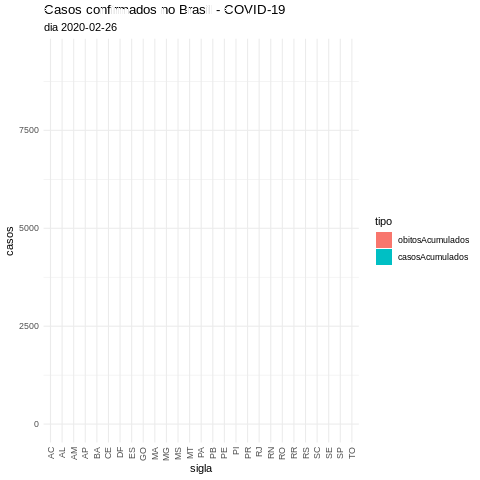 Casos confirmados no Brasil - COVID-19
dia 2020-02-26
7500
5000
2500
0
casos
AC AL AM AP BA CE DF ES GO MA MG MS MT PA PB PE PI PR RJ RN RO RR RS SC SE SP TO
sigla
tipo
obitosAcumulados
casosAcumulados